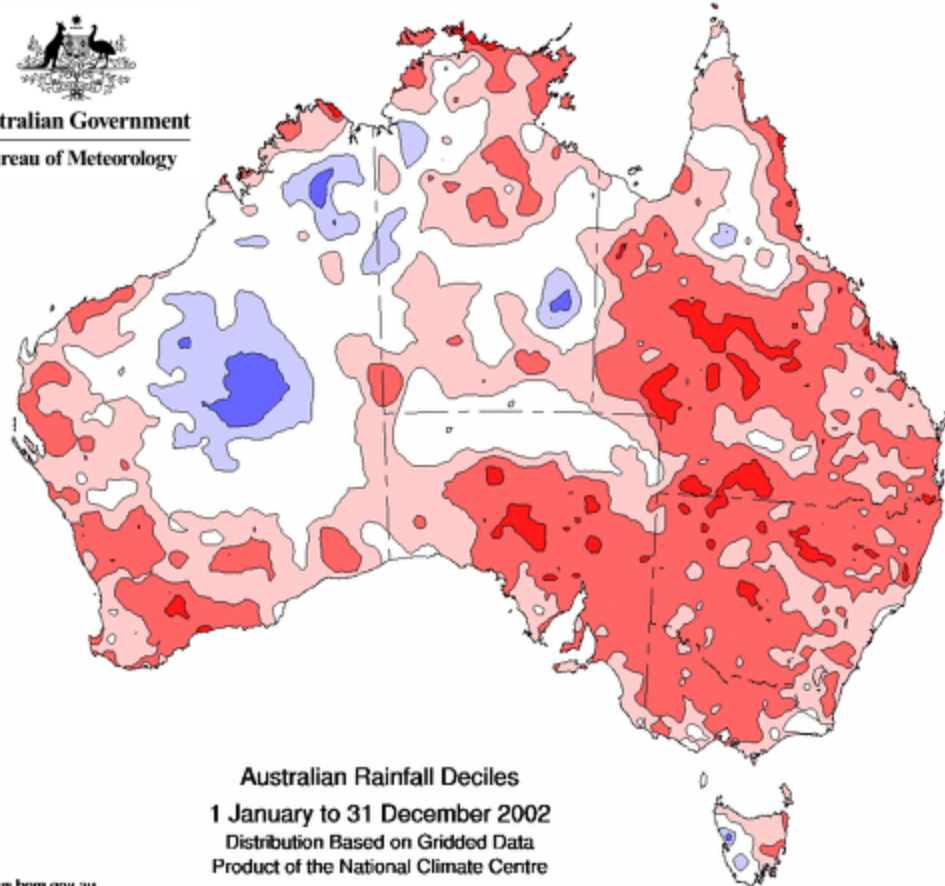 tralian Government
reau of Meteorology
Australian Rainfall Deciles
1 January to 31 December 2002
Distribution Based on Gridded Data
Product of the National Climate Centre